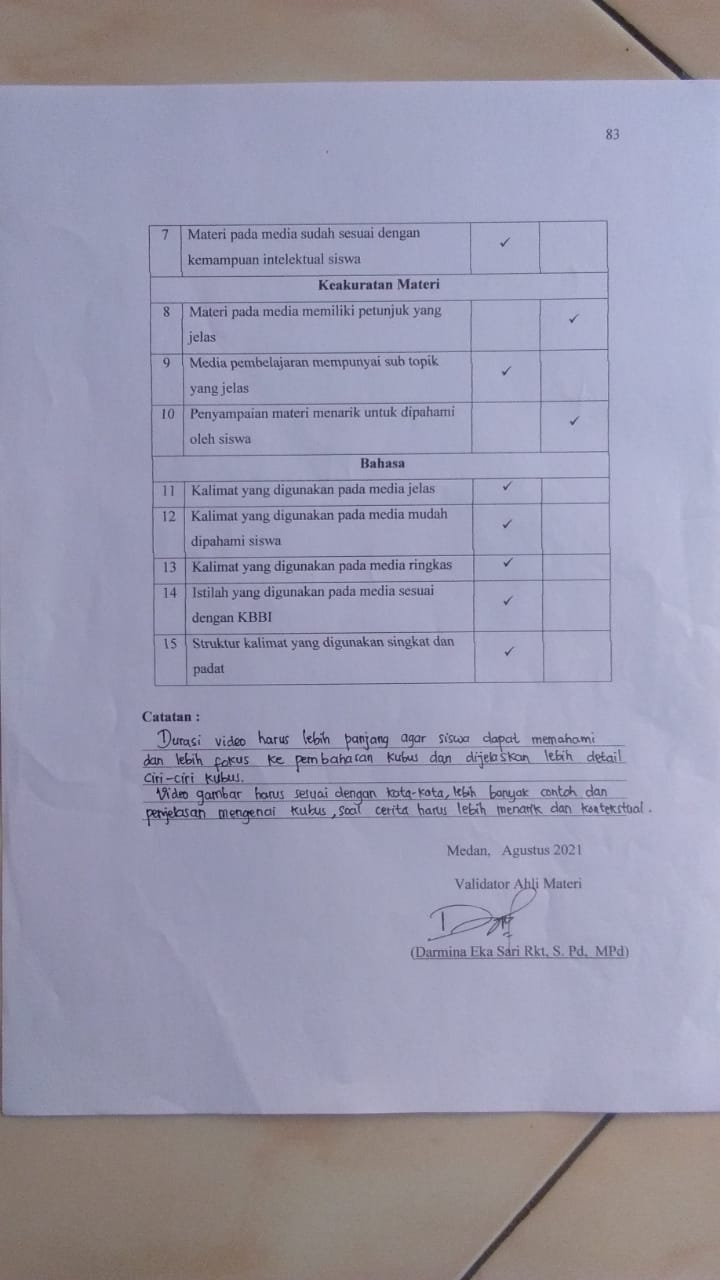 83
7 Materi pada media sudah sesuai dengan ✓
kemampuan intelektual siswa
Keakuratan Materi
8 Materi pada media memiliki petunjuk yang ✓
jelas
9 Media pembelajaran mempunyai sub topik ✓
yang jelas
10 Penyampaian materi menarik untuk dipahami ✓
oleh siswa
Bahasa
11 Kalimat yang digunakan pada media jelas ✓
12 Kalimat yang digunakan pada media mudah ✓
dipahami siswa
13 Kalimat yang digunakan pada media ringkas ✓
14 Istilah yang digunakan pada media sesuai ✓
dengan KBBI
15 Struktur kalimat yang digunakan singkat dan ✓
padat
Catatan :
Durasi video harus lebih panjang agar siswa dapat memahami
dan lebih fokus ke pembahasan kubus dan dijelaskan lebih detail
ciri-ciri kubus.
Video gambar harus sesuai dengan kata-kata, lebih banyak contoh dan
penjelasan mengenai kubus, soal cerita harus lebih menarik dan kontekstual.
Medan, Agustus 2021
Validator Ahli Materi
(Darmina Eka Sari Rkt, S. Pd, MPd)